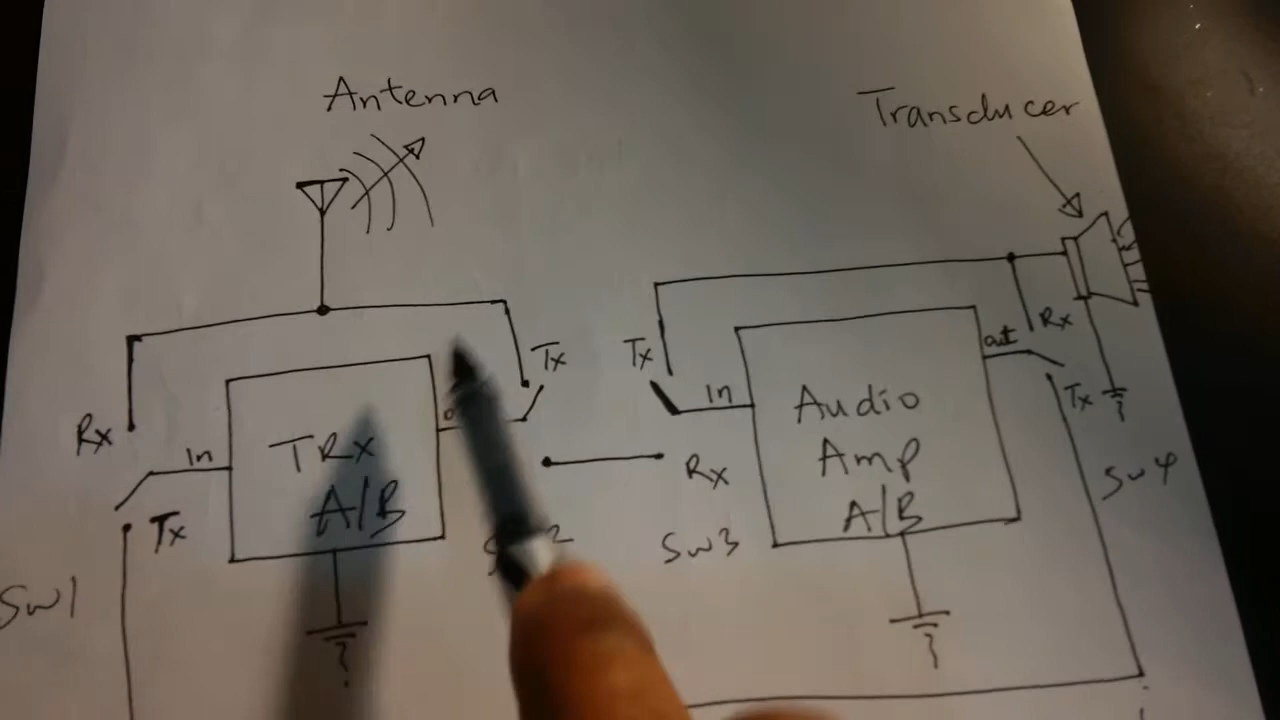 Antenna
Transducer
Tx
Tx
Rx
out
In
Rx
In
TRx
A/B
Audio
Amp
A/B
Tx
Rx
Tx
SW4
SW3
SW1